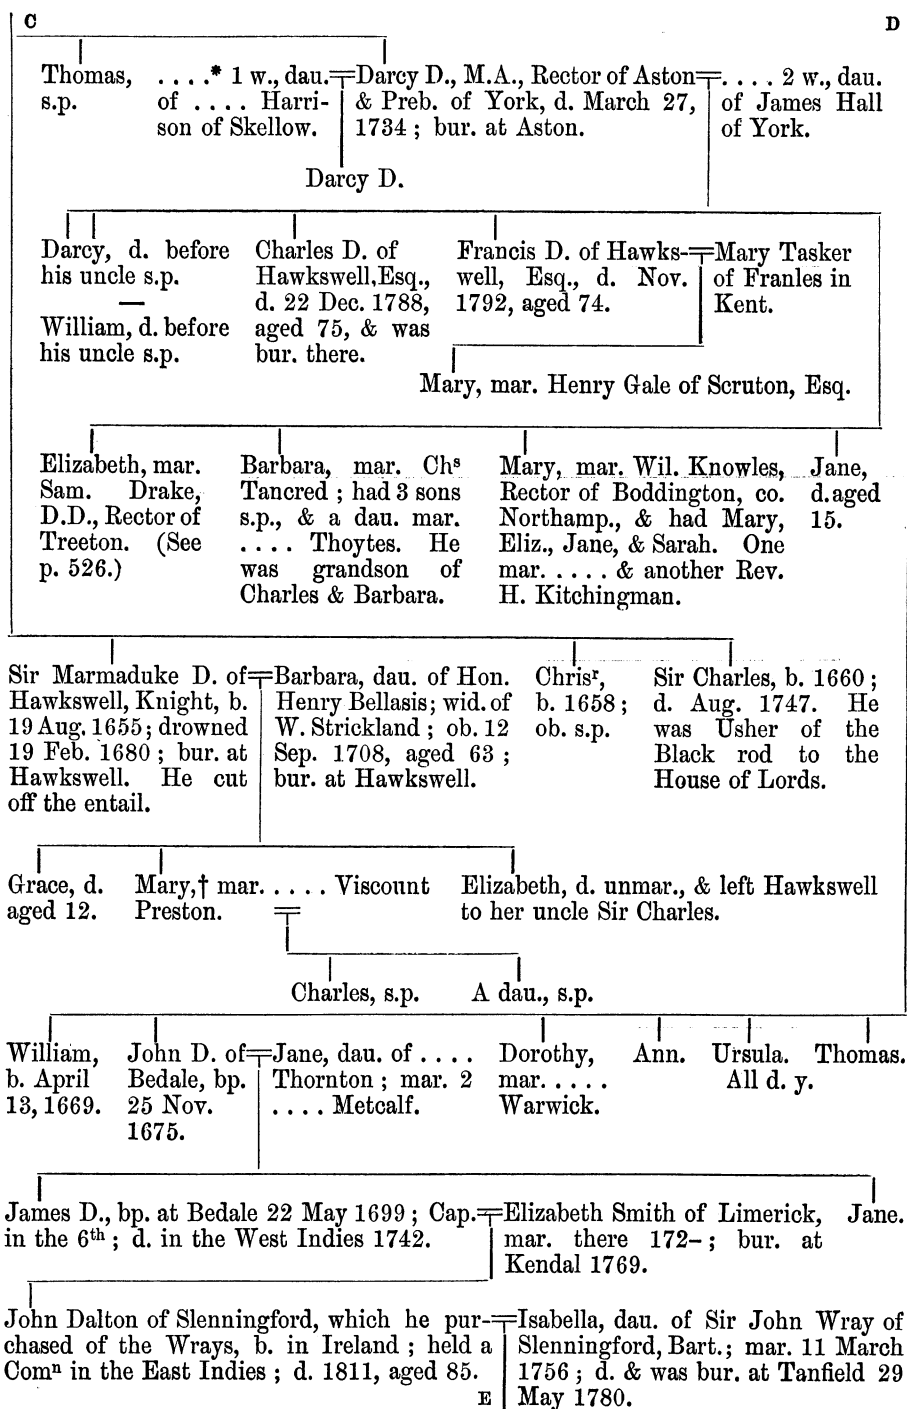 C D
Thomas, s.p.
. . . .* 1 w., dau.
of . . . . Harri-
son of Skellow.
Darcy D., M.A., Rector of Aston
& Preb. of York, d. March 27,
1734 ; bur. at Aston.
. . . . 2 w., dau.
of James Hall
of York.
Darcy D.
Darcy, d. before
his uncle s.p.
—
William, d. before
his uncle s.p.
Charles D. of
Hawkswell, Esq.,
d. 22 Dec. 1788,
aged 75, & was
bur. there.
Francis D. of Hawks-
well, Esq., d. Nov.
1792, aged 74.
Mary Tasker
of Franles in
Kent.
Mary, mar. Henry Gale of Scruton, Esq.
Elizabeth, mar.
Sam. Drake,
D.D., Rector of
Treeton. (See
p. 526.)
Barbara, mar. Chs
Tancred ; had 3 sons
s.p., & a dau. mar.
. . . . Thoytes. He
was grandson of
Charles & Barbara.
Mary, mar. Wil. Knowles,
Rector of Boddington, co.
Northamp., & had Mary,
Eliz., Jane, & Sarah. One
mar. . . . . & another Rev.
H. Kitchingman.
Jane,
d. aged
15.
Sir Marmaduke D. of
Hawkswell, Knight, b.
19 Aug. 1655 ; drowned
19 Feb. 1680 ; bur. at
Hawkswell. He cut
off the entail.
Barbara, dau. of Hon.
Henry Bellasis ; wid. of
W. Strickland ; ob. 12
Sep. 1708, aged 63 ;
bur. at Hawkswell.
Chrisr,
b. 1658 ;
ob. s.p.
Sir Charles, b. 1660 ;
d. Aug. 1747. He
was Usher of the
Black rod to the
House of Lords.
Grace, d.
aged 12.
Mary,† mar. . . . . Viscount
Preston.
Elizabeth, d. unmar., & left Hawkswell
to her uncle Sir Charles.
Charles, s.p. A dau., s.p.
William,
b. April
13, 1669.
John D. of
Bedale, bp.
25 Nov.
1675.
Jane, dau. of . . . .
Thornton ; mar. 2
. . . . Metcalf.
Dorothy,
mar. . . . .
Warwick.
Ann. Ursula. Thomas.
All d. y.
James D., bp. at Bedale 22 May 1699 ; Cap.
in the 6th ; d. in the West Indies 1742.
Elizabeth Smith of Limerick,
mar. there 172– ; bur. at
Kendal 1769.
Jane.
John Dalton of Slenningford, which he pur-
chased of the Wrays, b. in Ireland ; held a
Comn in the East Indies ; d. 1811, aged 85.
Isabella, dau. of Sir John Wray of
Slenningford, Bart.; mar. 11 March
1756 ; d. & was bur. at Tanfield 29
May 1780.
E